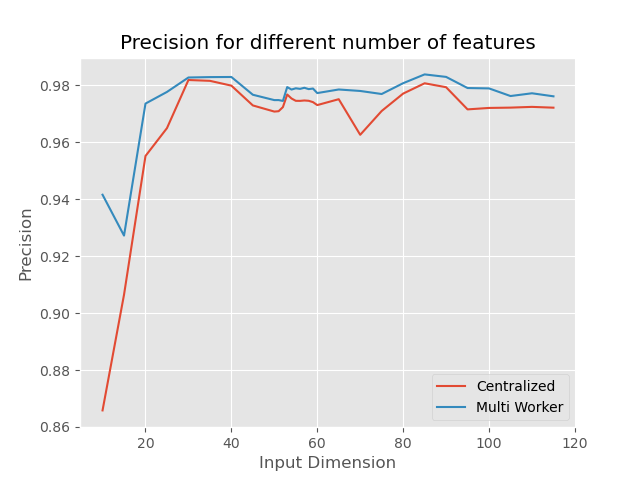 Precision for different number of features
0.98
0.96
0.94
0.92
0.90
0.88
0.86
Precision
20
40
60
80
100
120
Input Dimension
Centralized
Multi Worker